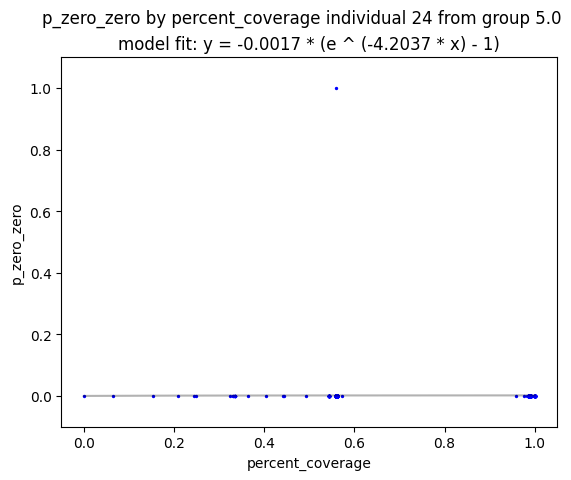 p_zero_zero by percent_coverage individual 24 from group 5.0
model fit: y = -0.0017 * (e ^ (-4.2037 * x) - 1)
1.0
0.8
0.6
0.4
0.2
0.0
p_zero_zero
0.0 0.2 0.4 0.6 0.8 1.0
percent_coverage